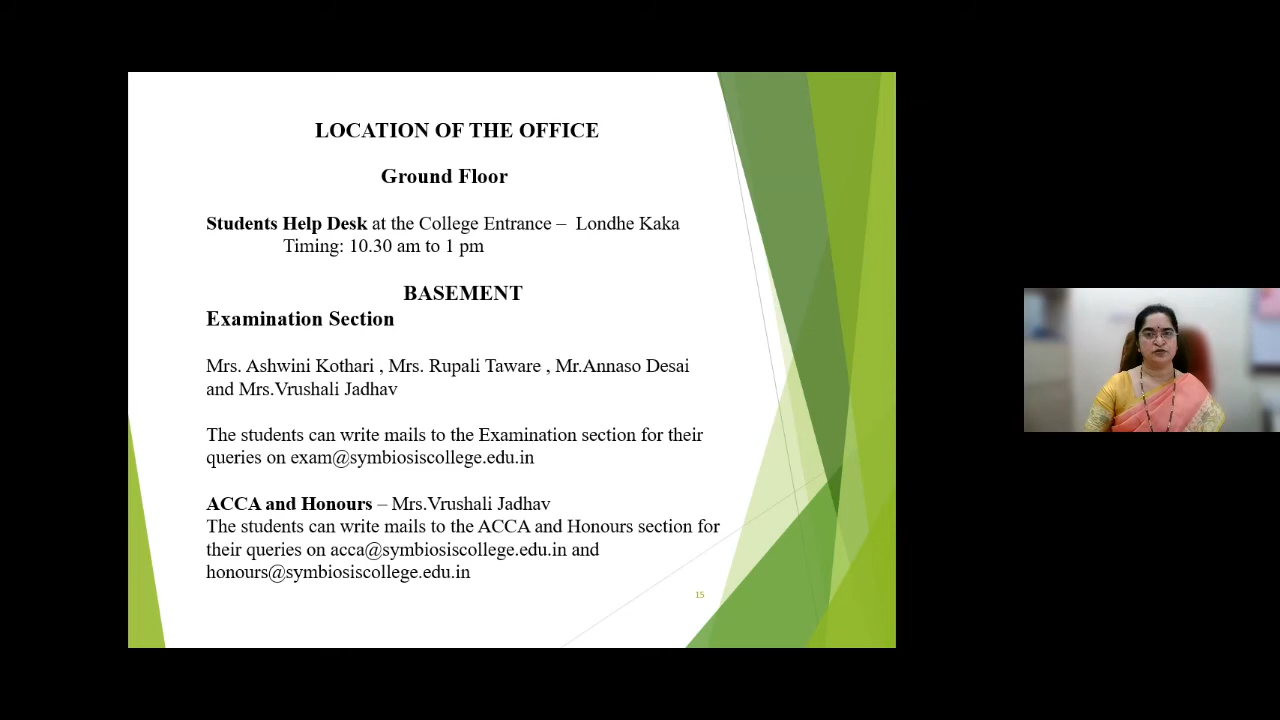 LOCATION OF THE OFFICE
Ground Floor
Students Help Desk at the College Entrance – Londhe Kaka
Timing: 10.30 am to 1 pm
BASEMENT
Examination Section
Mrs. Ashwini Kothari , Mrs. Rupali Taware , Mr.Annaso Desai
and Mrs.Vrushali Jadhav
The students can write mails to the Examination section for their
queries on exam@symbiosiscollege.edu.in
ACCA and Honours – Mrs.Vrushali Jadhav
The students can write mails to the ACCA and Honours section for
their queries on acca@symbiosiscollege.edu.in and
honours@symbiosiscollege.edu.in
15